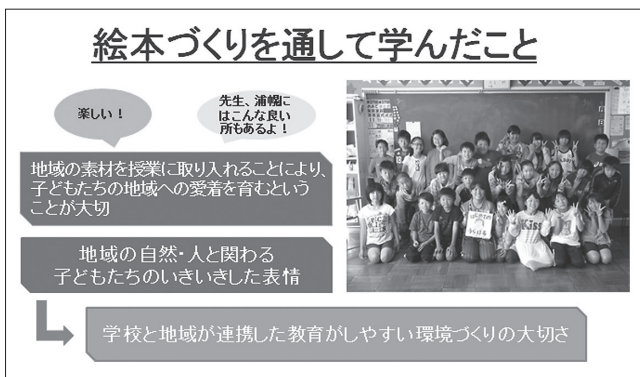 絵本づくりを通して学んだこと
楽しい！
先生、浦幌に
はこんな良い
所もあるよ！
地域の素材を授業に取り入れることにより、
子どもたちの地域への愛着を育むという
ことが大切
地域の自然・人と関わる
子どもたちのいきいきした表情
Kiss
学校と地域が連携した教育がしやすい環境づくりの大切さ